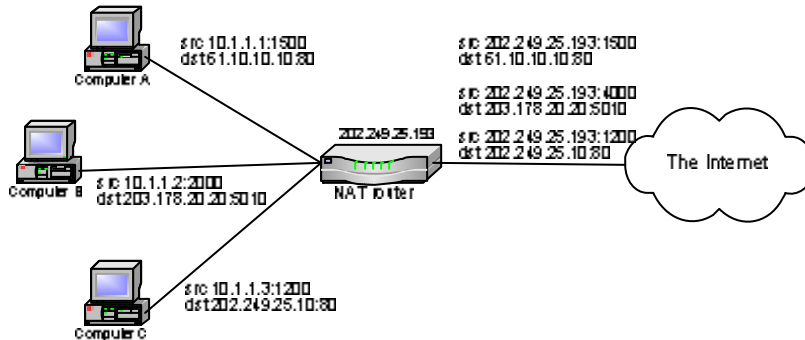 src 10.1.1.1:1500
dst 61.10.10.10:80
Computer A
src 202.249.25.193:1500
dst 61.10.10.10:80
src 202.249.25.193:4000
dst 203.178.20.20:5010
202.249.25.193
src 202.249.25.193:1200
dst 202.249.25.10:80
The Internet
NAT router
Computer B
src 10.1.1.2:2000
dst 203.178.20.20:5010
src 10.1.1.3:1200
dst 202.249.25.10:80
Computer C